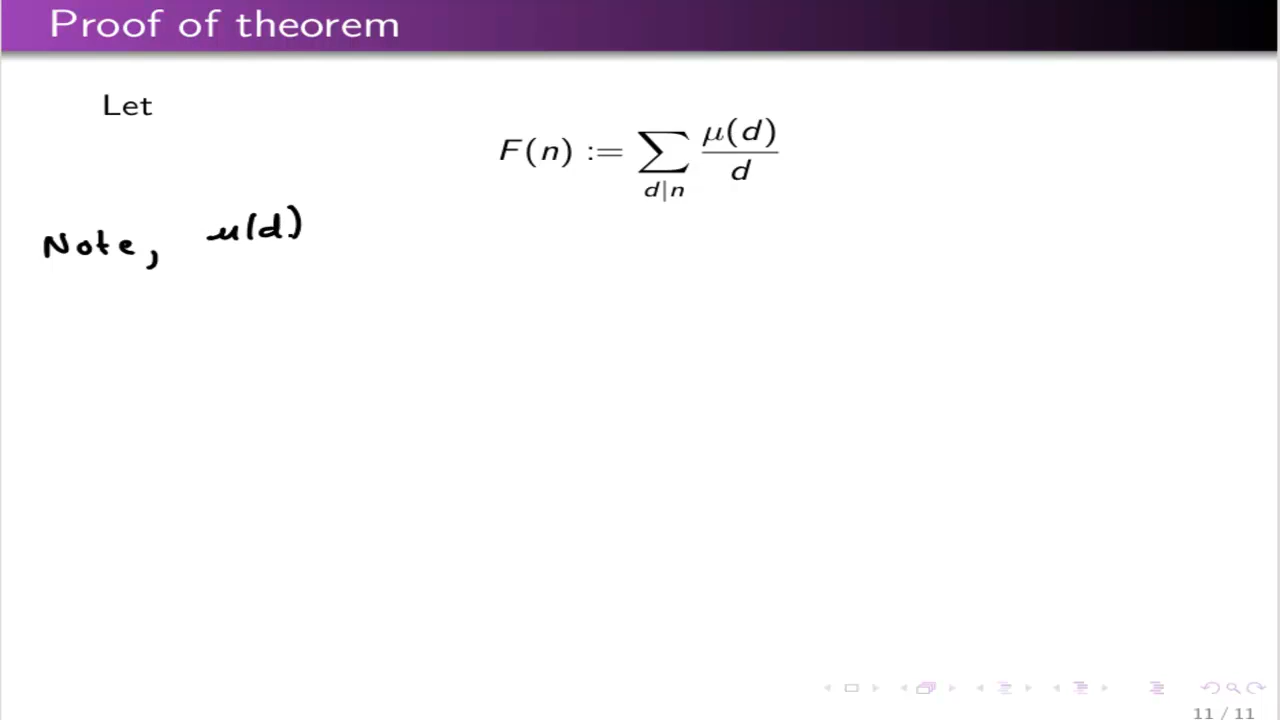 Proof of theorem
Let
F(n) := ∑_{d|n} μ(d)/d
Note, μ(d)
11 / 11